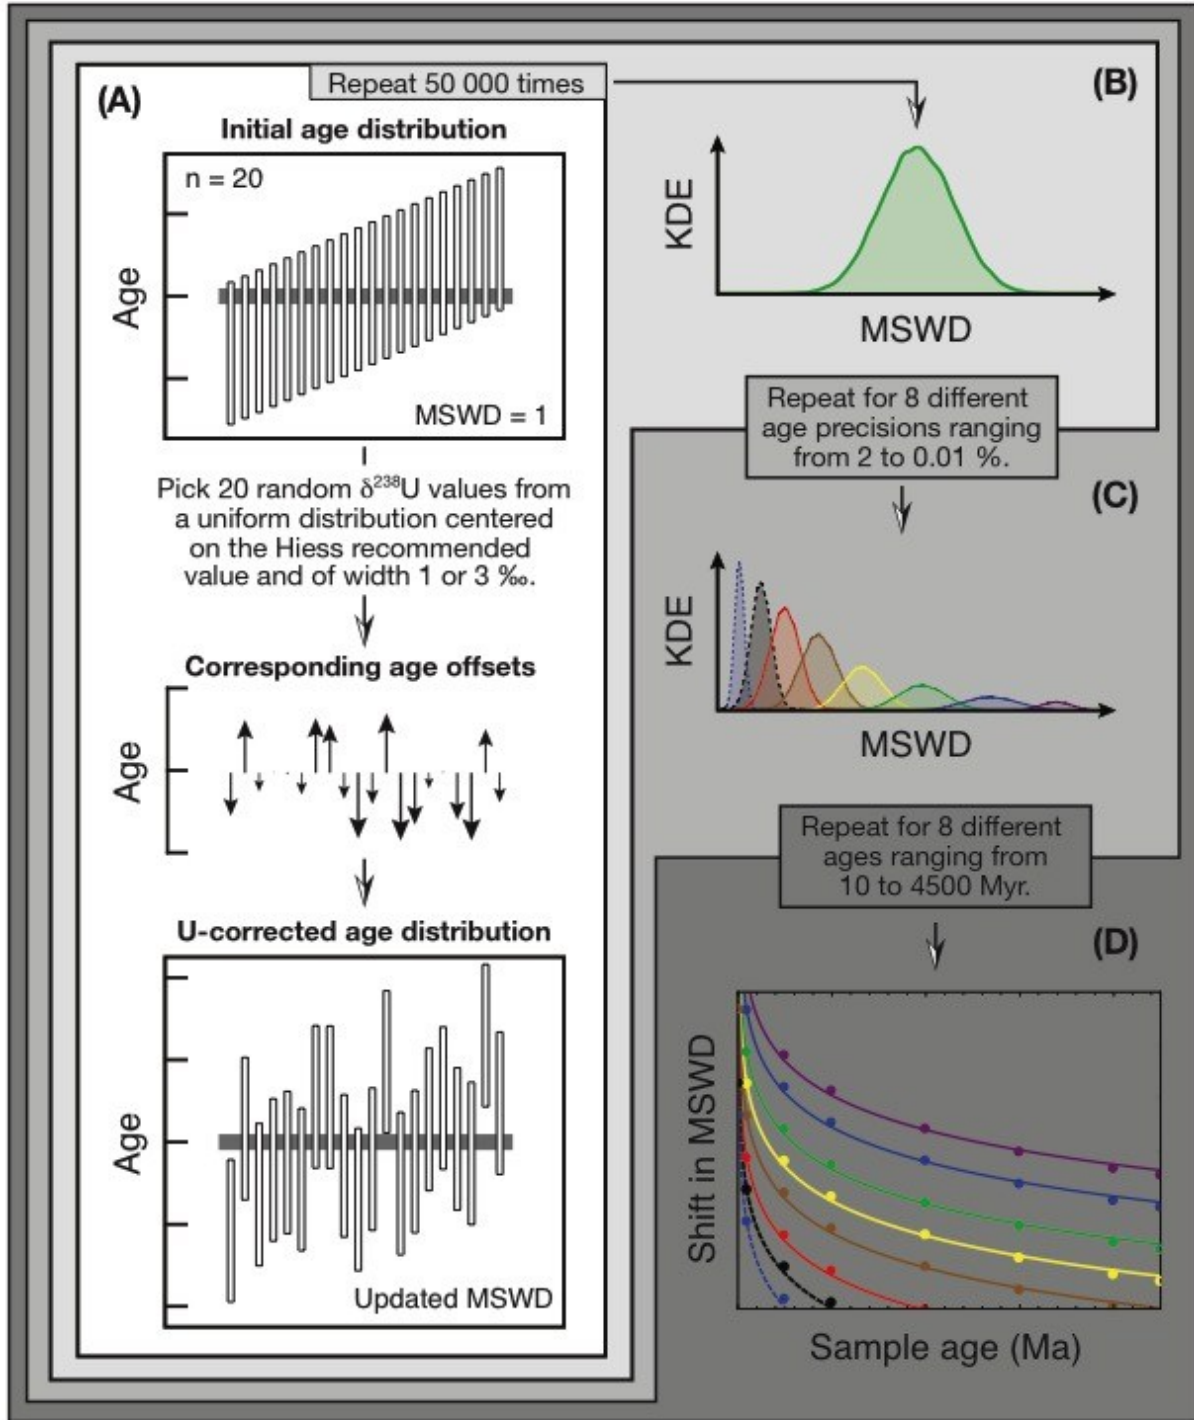 (A)
Repeat 50 000 times
Initial age distribution
n = 20
Age
MSWD = 1
Pick 20 random δ²³⁸U values from
a uniform distribution centered
on the Hiess recommended
value and of width 1 or 3 ‰.
Corresponding age offsets
Age
U-corrected age distribution
Age
Updated MSWD
(B)
KDE
MSWD
Repeat for 8 different
age precisions ranging
from 2 to 0.01 %.
(C)
KDE
MSWD
Repeat for 8 different
ages ranging from
10 to 4500 Myr.
(D)
Shift in MSWD
Sample age (Ma)